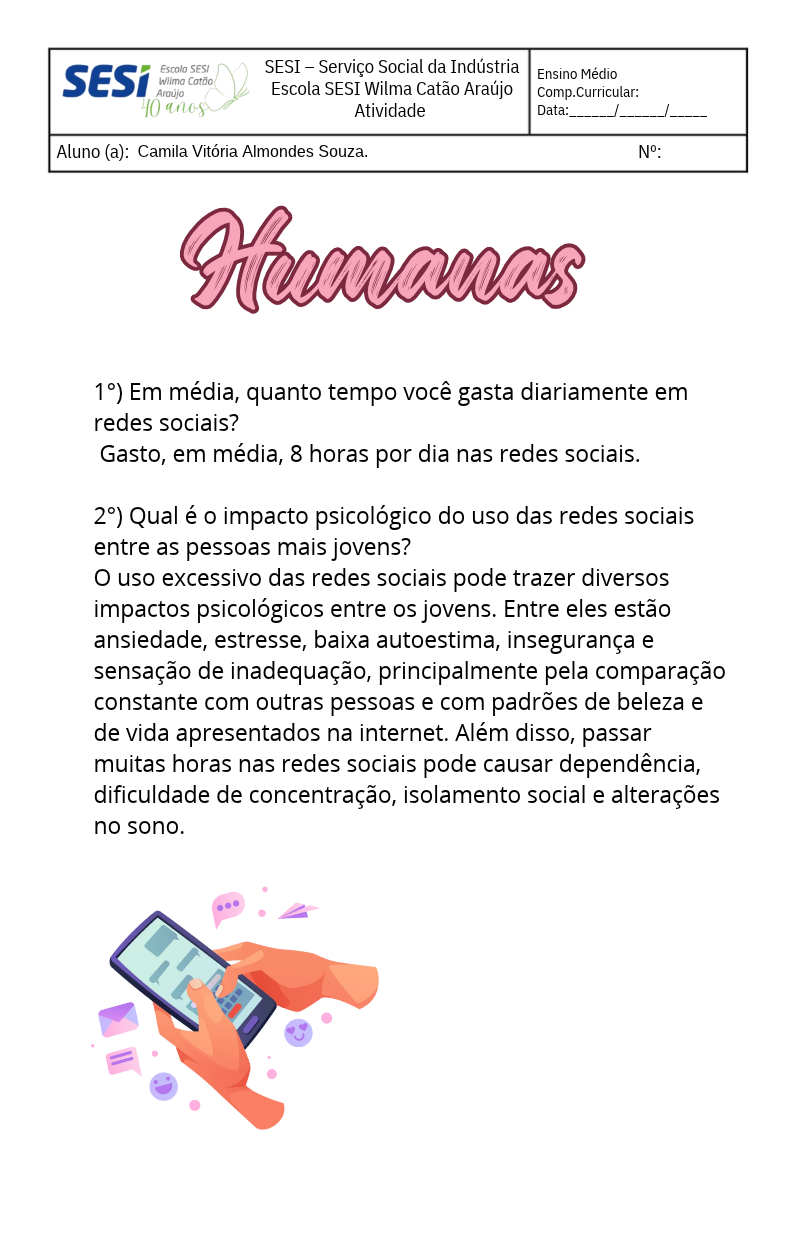 SESI
Escola SESI
Wilma Catão
Araújo
40 anos
SESI – Serviço Social da Indústria
Escola SESI Wilma Catão Araújo
Atividade
Ensino Médio
Comp.Curricular:
Data:______/______/_____
Aluno (a): Camila Vitória Almondes Souza. Nº:
Humanas
1°) Em média, quanto tempo você gasta diariamente em
redes sociais?
Gasto, em média, 8 horas por dia nas redes sociais.
2°) Qual é o impacto psicológico do uso das redes sociais
entre as pessoas mais jovens?
O uso excessivo das redes sociais pode trazer diversos
impactos psicológicos entre os jovens. Entre eles estão
ansiedade, estresse, baixa autoestima, insegurança e
sensação de inadequação, principalmente pela comparação
constante com outras pessoas e com padrões de beleza e
de vida apresentados na internet. Além disso, passar
muitas horas nas redes sociais pode causar dependência,
dificuldade de concentração, isolamento social e alterações
no sono.